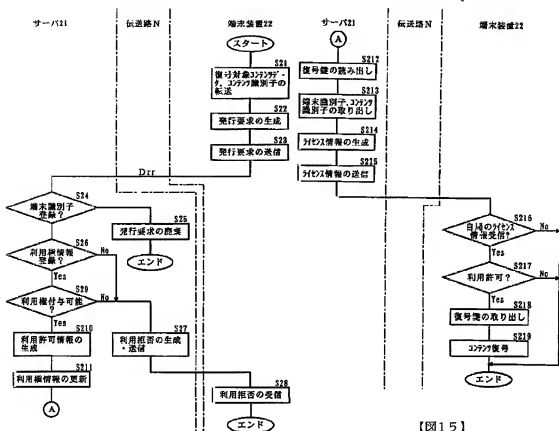 サーバ21
伝送路N
端末装置22
スタート
S21
復号対象コンテンツデー
タ、コンテンツ識別子の
転送
S22
発行要求の生成
S23
発行要求の送信
Drr
S24
端末識別子
登録?
S25
発行要求の廃棄
エンド
S26
利用権情報
登録?
No
Yes
S29
利用権付与可能
?
Yes
S210
利用許可情報の
生成
S211
利用権情報の更新
A
S27
利用拒否の生成
・送信
S28
利用拒否の受信
エンド
サーバ21
伝送路N
端末装置22
A
S212
復号鍵の読み出し
S213
端末識別子、コンテンツ
識別子の取り出し
S214
ライセンス情報の生成
S215
ライセンス情報の送信
S216
自局のライセンス
情報受信?
No
Yes
S217
利用許可?
No
Yes
S218
復号鍵の取り出し
S219
コンテンツ復号
エンド
【図15】